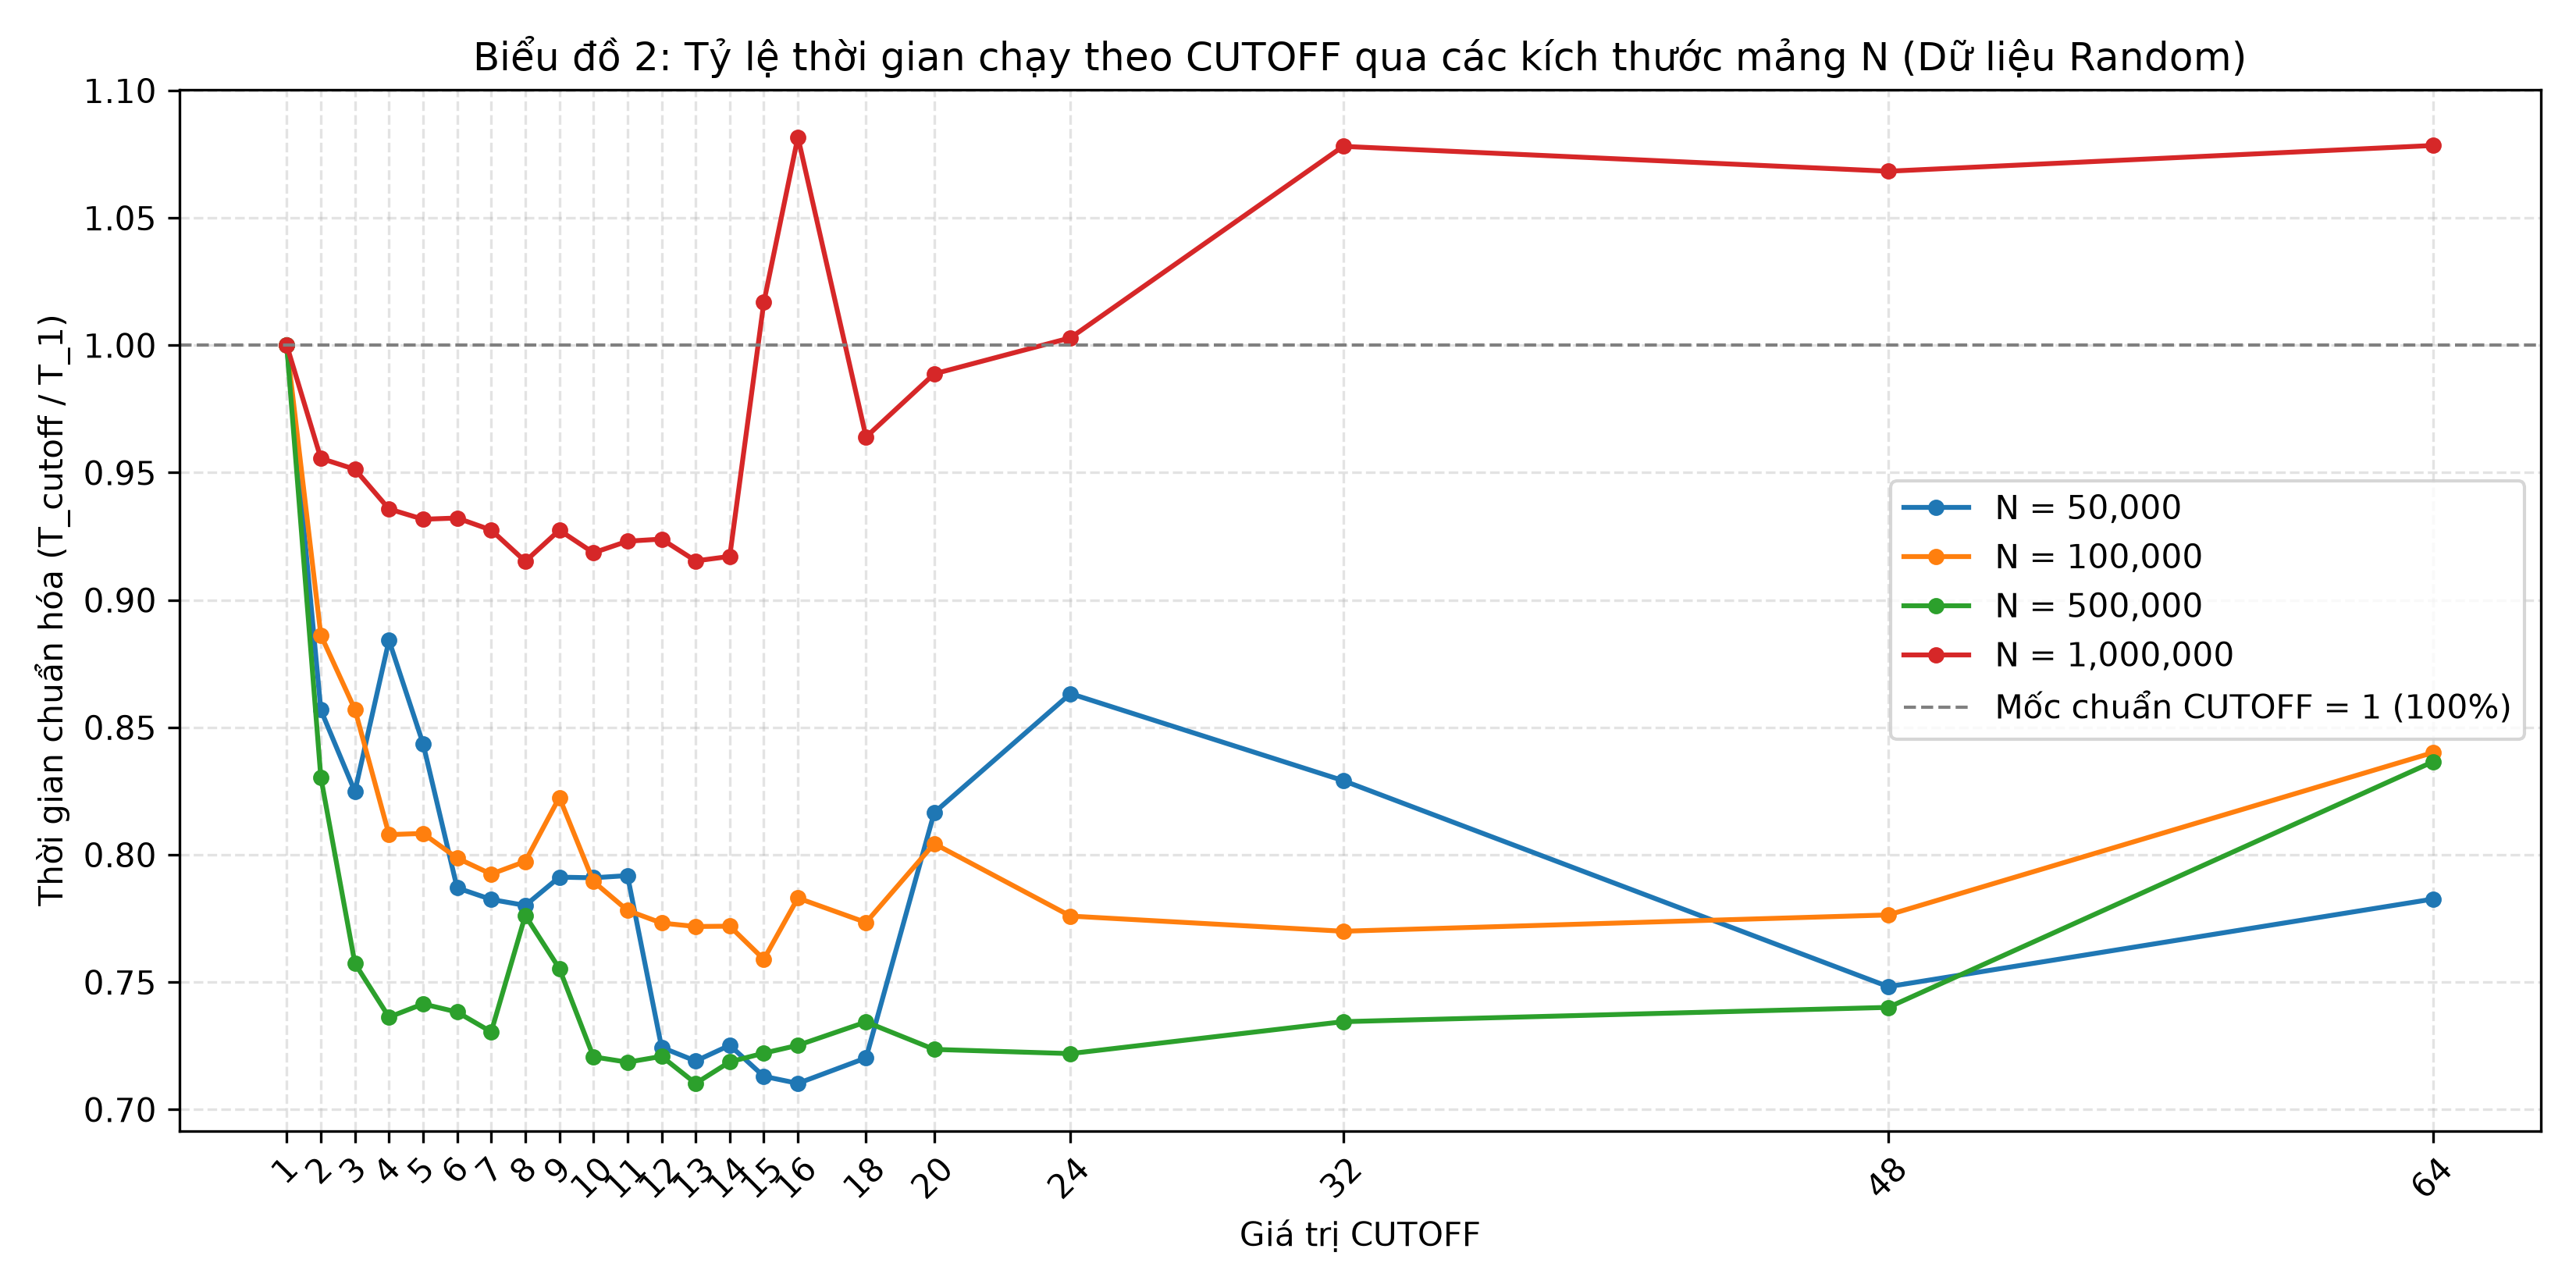 Biểu đồ 2: Tỷ lệ thời gian chạy theo CUTOFF qua các kích thước mảng N (Dữ liệu Random)
Thời gian chuẩn hóa (T_cutoff / T_1)
1.10
1.05
1.00
0.95
0.90
0.85
0.80
0.75
0.70
N = 50,000
N = 100,000
N = 500,000
N = 1,000,000
Mốc chuẩn CUTOFF = 1 (100%)
1 2 3 4 5 6 7 8 9 10 11 12 13 14 15 16 18 20 24 32 48 64
Giá trị CUTOFF